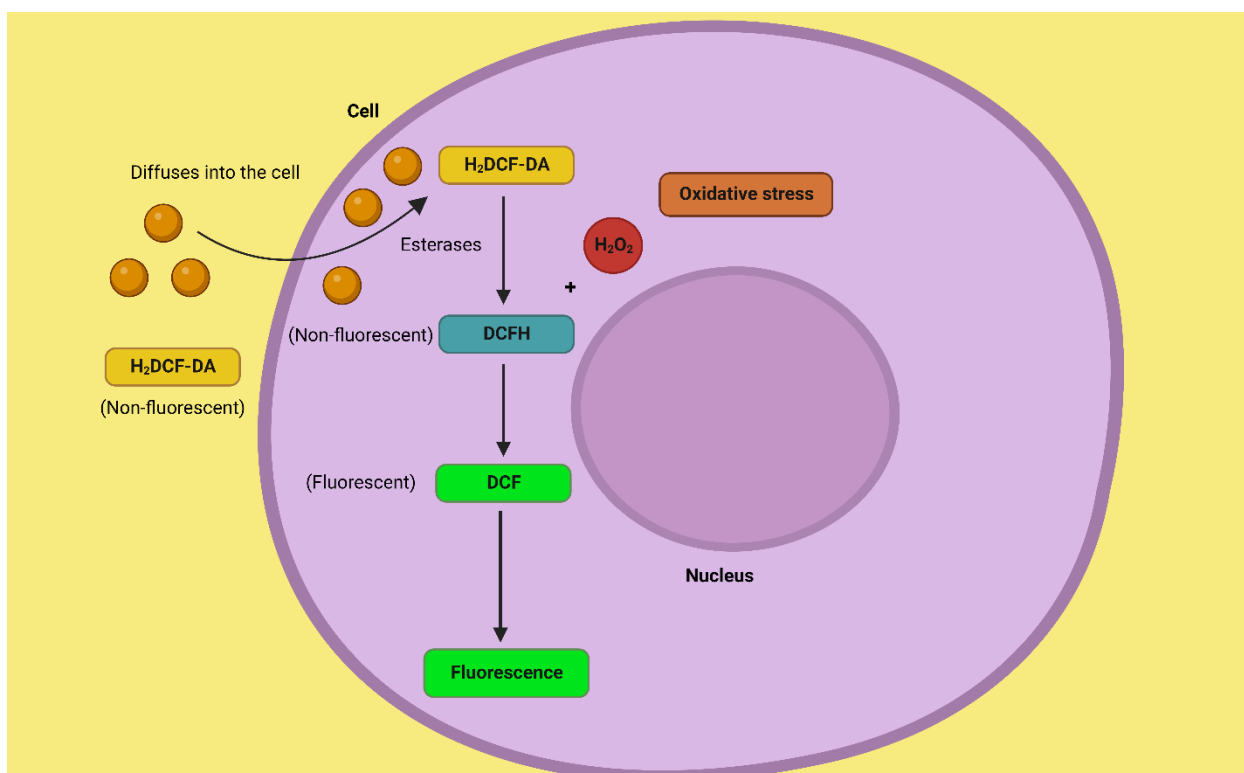 Cell
Diffuses into the cell
H₂DCF-DA
Oxidative stress
Esterases
H₂O₂
+
(Non-fluorescent)
DCFH
H₂DCF-DA
(Non-fluorescent)
(Fluorescent)
DCF
Nucleus
Fluorescence